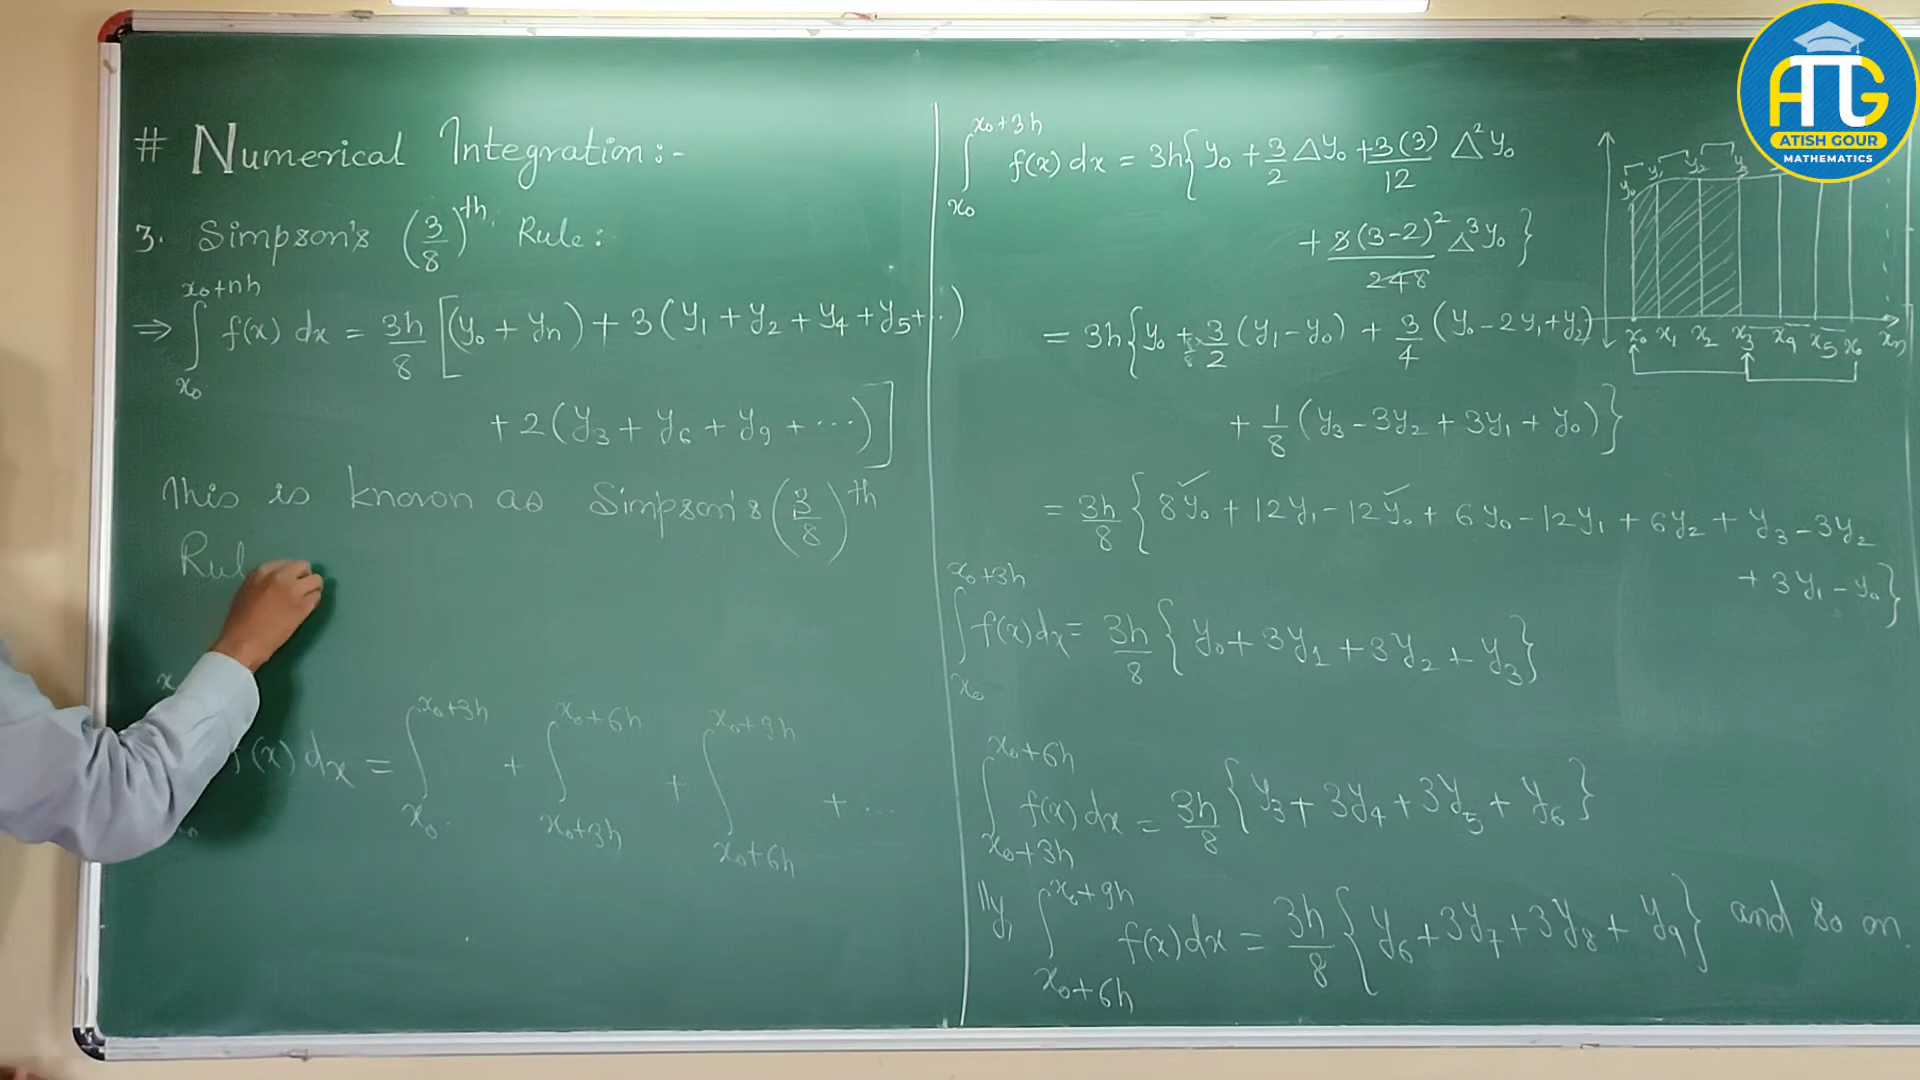 # Numerical Integration:-
3. Simpson's (3/8)^th Rule:
⇒ ∫_{x₀}^{x₀+nh} f(x) dx = 3h/8 [(y₀ + yₙ) + 3(y₁ + y₂ + y₄ + y₅ + ..)
+ 2(y₃ + y₆ + y₉ + ...)]
This is known as Simpson's (3/8)^th
Rul
f(x) dx = ∫_{x₀}^{x₀+3h} + ∫_{x₀+3h}^{x₀+6h} + ∫_{x₀+6h}^{x₀+9h} + ...
∫_{x₀}^{x₀+3h} f(x) dx = 3h{y₀ + 3/2 Δy₀ + 3(3)/12 Δ²y₀
+ 3(3-2)²/248 Δ³y₀}
= 3h{y₀ + 3/2 (y₁ - y₀) + 3/4 (y₀ - 2y₁ + y₂)
+ 1/8 (y₃ - 3y₂ + 3y₁ + y₀)}
= 3h/8 {8y₀ + 12y₁ - 12y₀ + 6y₀ - 12y₁ + 6y₂ + y₃ - 3y₂
+ 3y₁ - y₀}
∫_{x₀}^{x₀+3h} f(x) dx = 3h/8 {y₀ + 3y₁ + 3y₂ + y₃}
∫_{x₀+3h}^{x₀+6h} f(x) dx = 3h/8 {y₃ + 3y₄ + 3y₅ + y₆}
|||ly, ∫_{x₀+6h}^{x₀+9h} f(x) dx = 3h/8 {y₆ + 3y₇ + 3y₈ + y₉} and so on.
y₀ y₁ y₂ y₃
x₀ x₁ x₂ x₃ x₄ x₅ x₆ xₙ
ATG
ATISH GOUR
MATHEMATICS